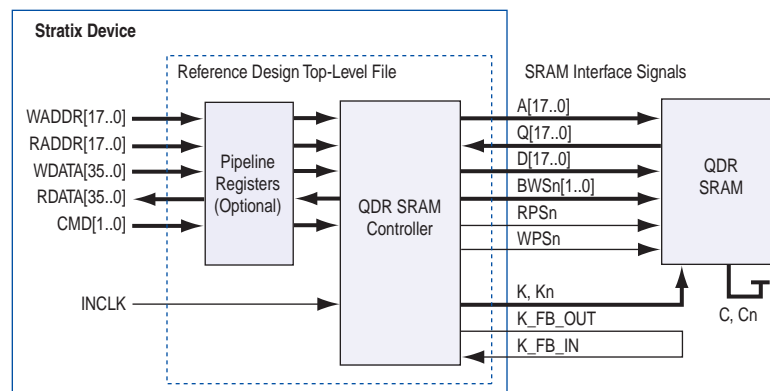 Stratix Device
Reference Design Top-Level File
SRAM Interface Signals
WADDR[17..0]
RADDR[17..0]
WDATA[35..0]
RDATA[35..0]
CMD[1..0]
INCLK
Pipeline
Registers
(Optional)
QDR SRAM
Controller
A[17..0]
Q[17..0]
D[17..0]
BWSn[1..0]
RPSn
WPSn
K, Kn
K_FB_OUT
K_FB_IN
QDR
SRAM
C, Cn